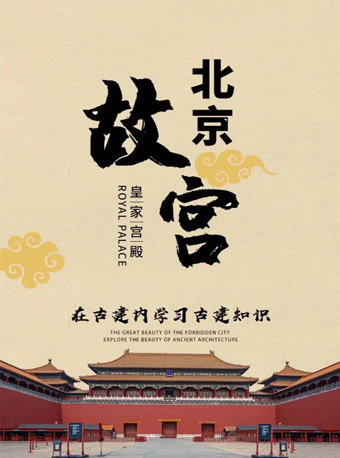 北京
故宫
皇家宫殿
ROYAL PALACE
在古建内学习古建知识
THE GREAT BEAUTY OF THE FORBIDDEN CITY
EXPLORE THE BEAUTY OF ANCIENT ARCHITECTURE